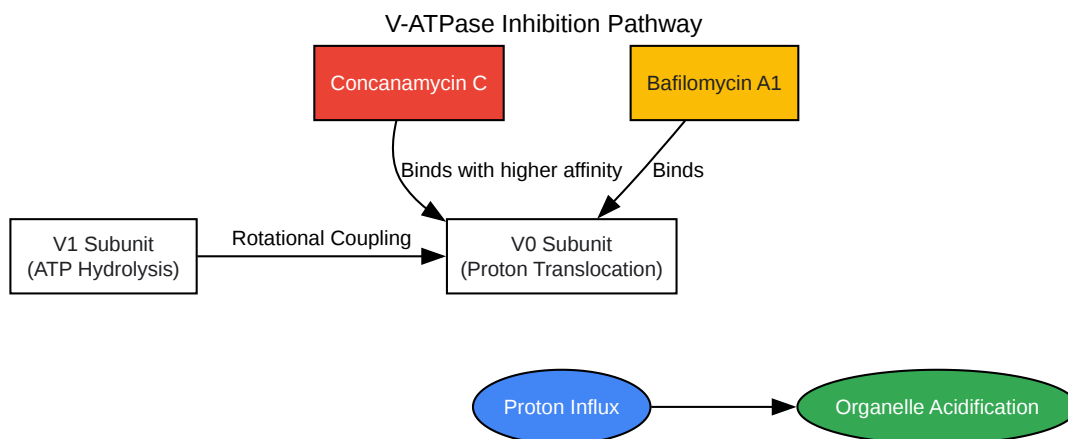 V-ATPase Inhibition Pathway
Concanamycin C
Bafilomycin A1
Binds with higher affinity
Binds
V1 Subunit
(ATP Hydrolysis)
Rotational Coupling
V0 Subunit
(Proton Translocation)
Proton Influx
Organelle Acidification